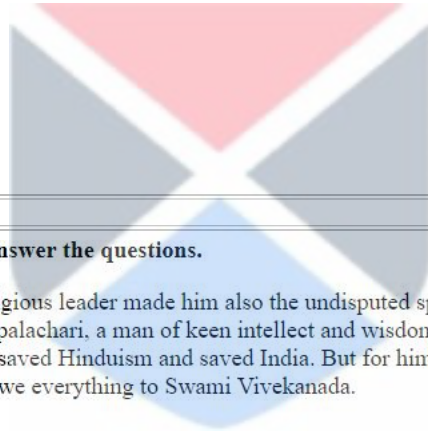 nswer the questions.
gious leader made him also the undisputed sp
palachari, a man of keen intellect and wisdon
saved Hinduism and saved India. But for him
we everything to Swami Vivekanada.